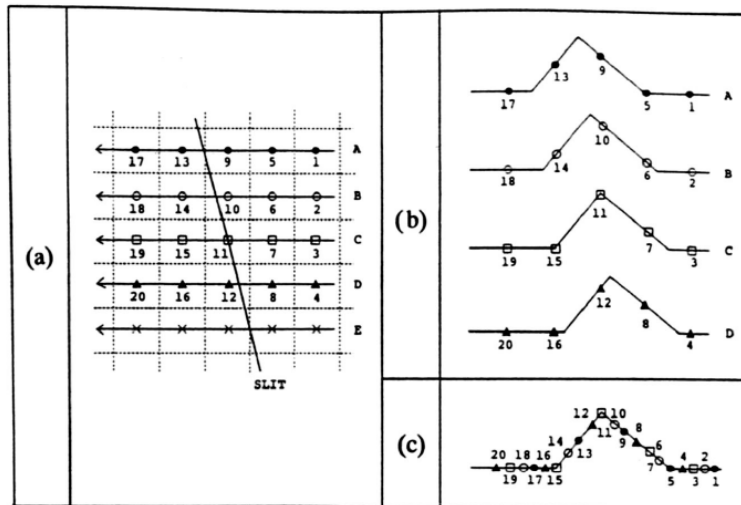 (a)
A
17 13 9 5 1
B
18 14 10 6 2
C
19 15 11 7 3
D
20 16 12 8 4
E
SLIT
(b)
9
13
17 5 1 A
10
14 6
18 2 B
11
7
19 15 3 C
12
8
20 16 4 D
(c)
12 10
11 9 8
14 13 6
7
20 18 16 4 2
19 17 15 5 3 1